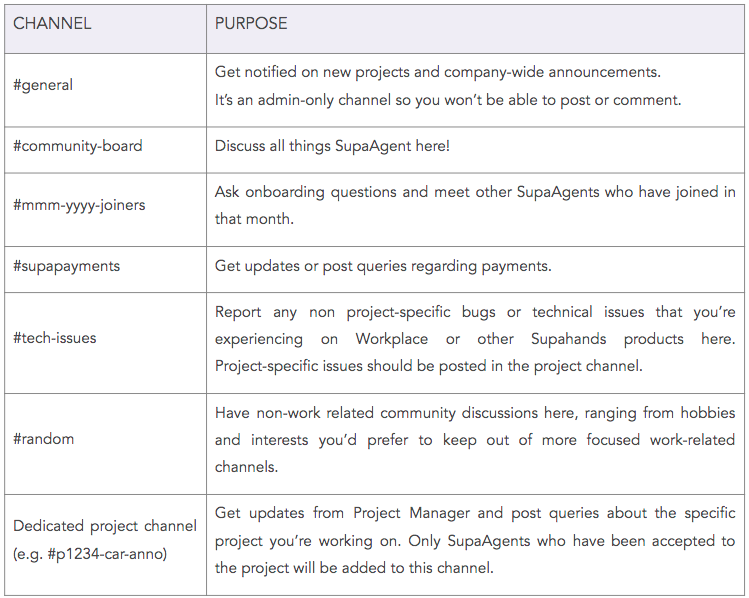 CHANNEL
PURPOSE
#general
Get notified on new projects and company-wide announcements.
It’s an admin-only channel so you won’t be able to post or comment.
#community-board
Discuss all things SupaAgent here!
#mmm-yyyy-joiners
Ask onboarding questions and meet other SupaAgents who have joined in
that month.
#supapayments
Get updates or post queries regarding payments.
#tech-issues
Report any non project-specific bugs or technical issues that you’re
experiencing on Workplace or other Supahands products here.
Project-specific issues should be posted in the project channel.
#random
Have non-work related community discussions here, ranging from hobbies
and interests you’d prefer to keep out of more focused work-related
channels.
Dedicated project channel
(e.g. #p1234-car-anno)
Get updates from Project Manager and post queries about the specific
project you’re working on. Only SupaAgents who have been accepted to
the project will be added to this channel.